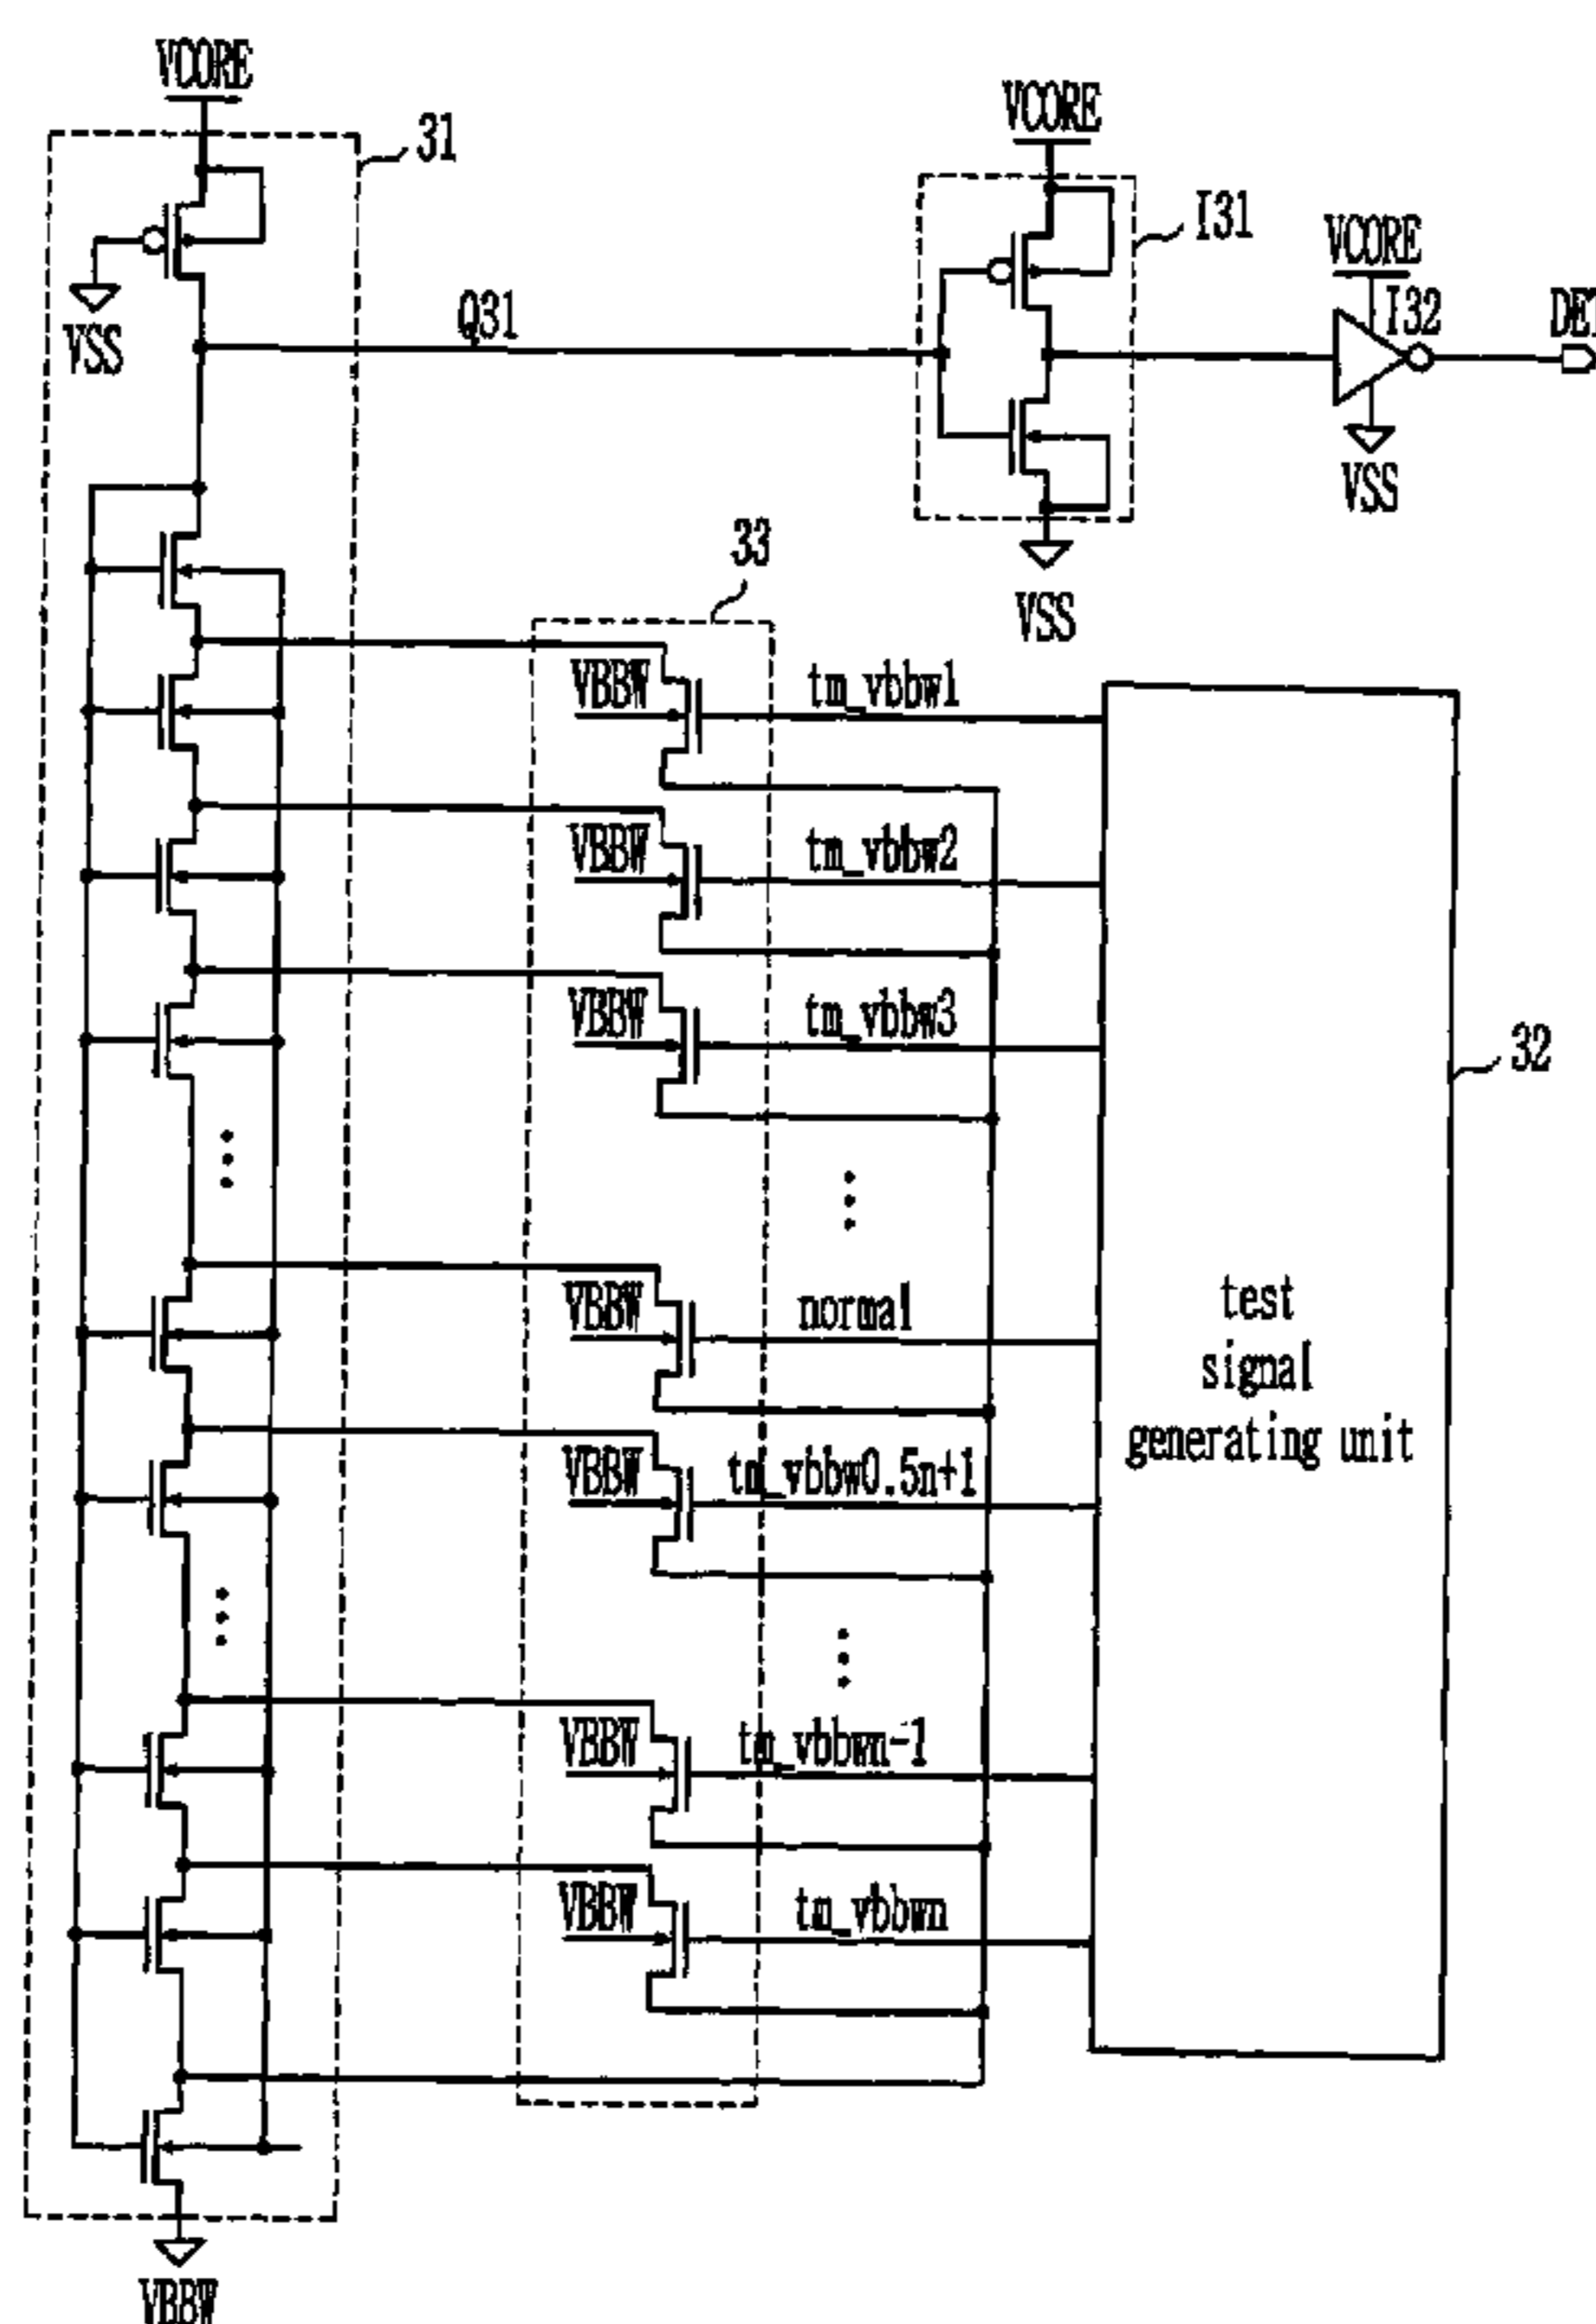 VCORE
31
VCORE
I31
VCORE
I32
Q31
VSS
VSS
33
VSS
VBBW
tm_vbbw1
VBBW
tm_vbbw2
VBBW
tm_vbbw3
32
VBBW
normal
test
signal
generating unit
VBBW
tm_vbbw0.5n+1
VBBW
tm_vbbwn-1
VBBW
tm_vbbwn
VBBW